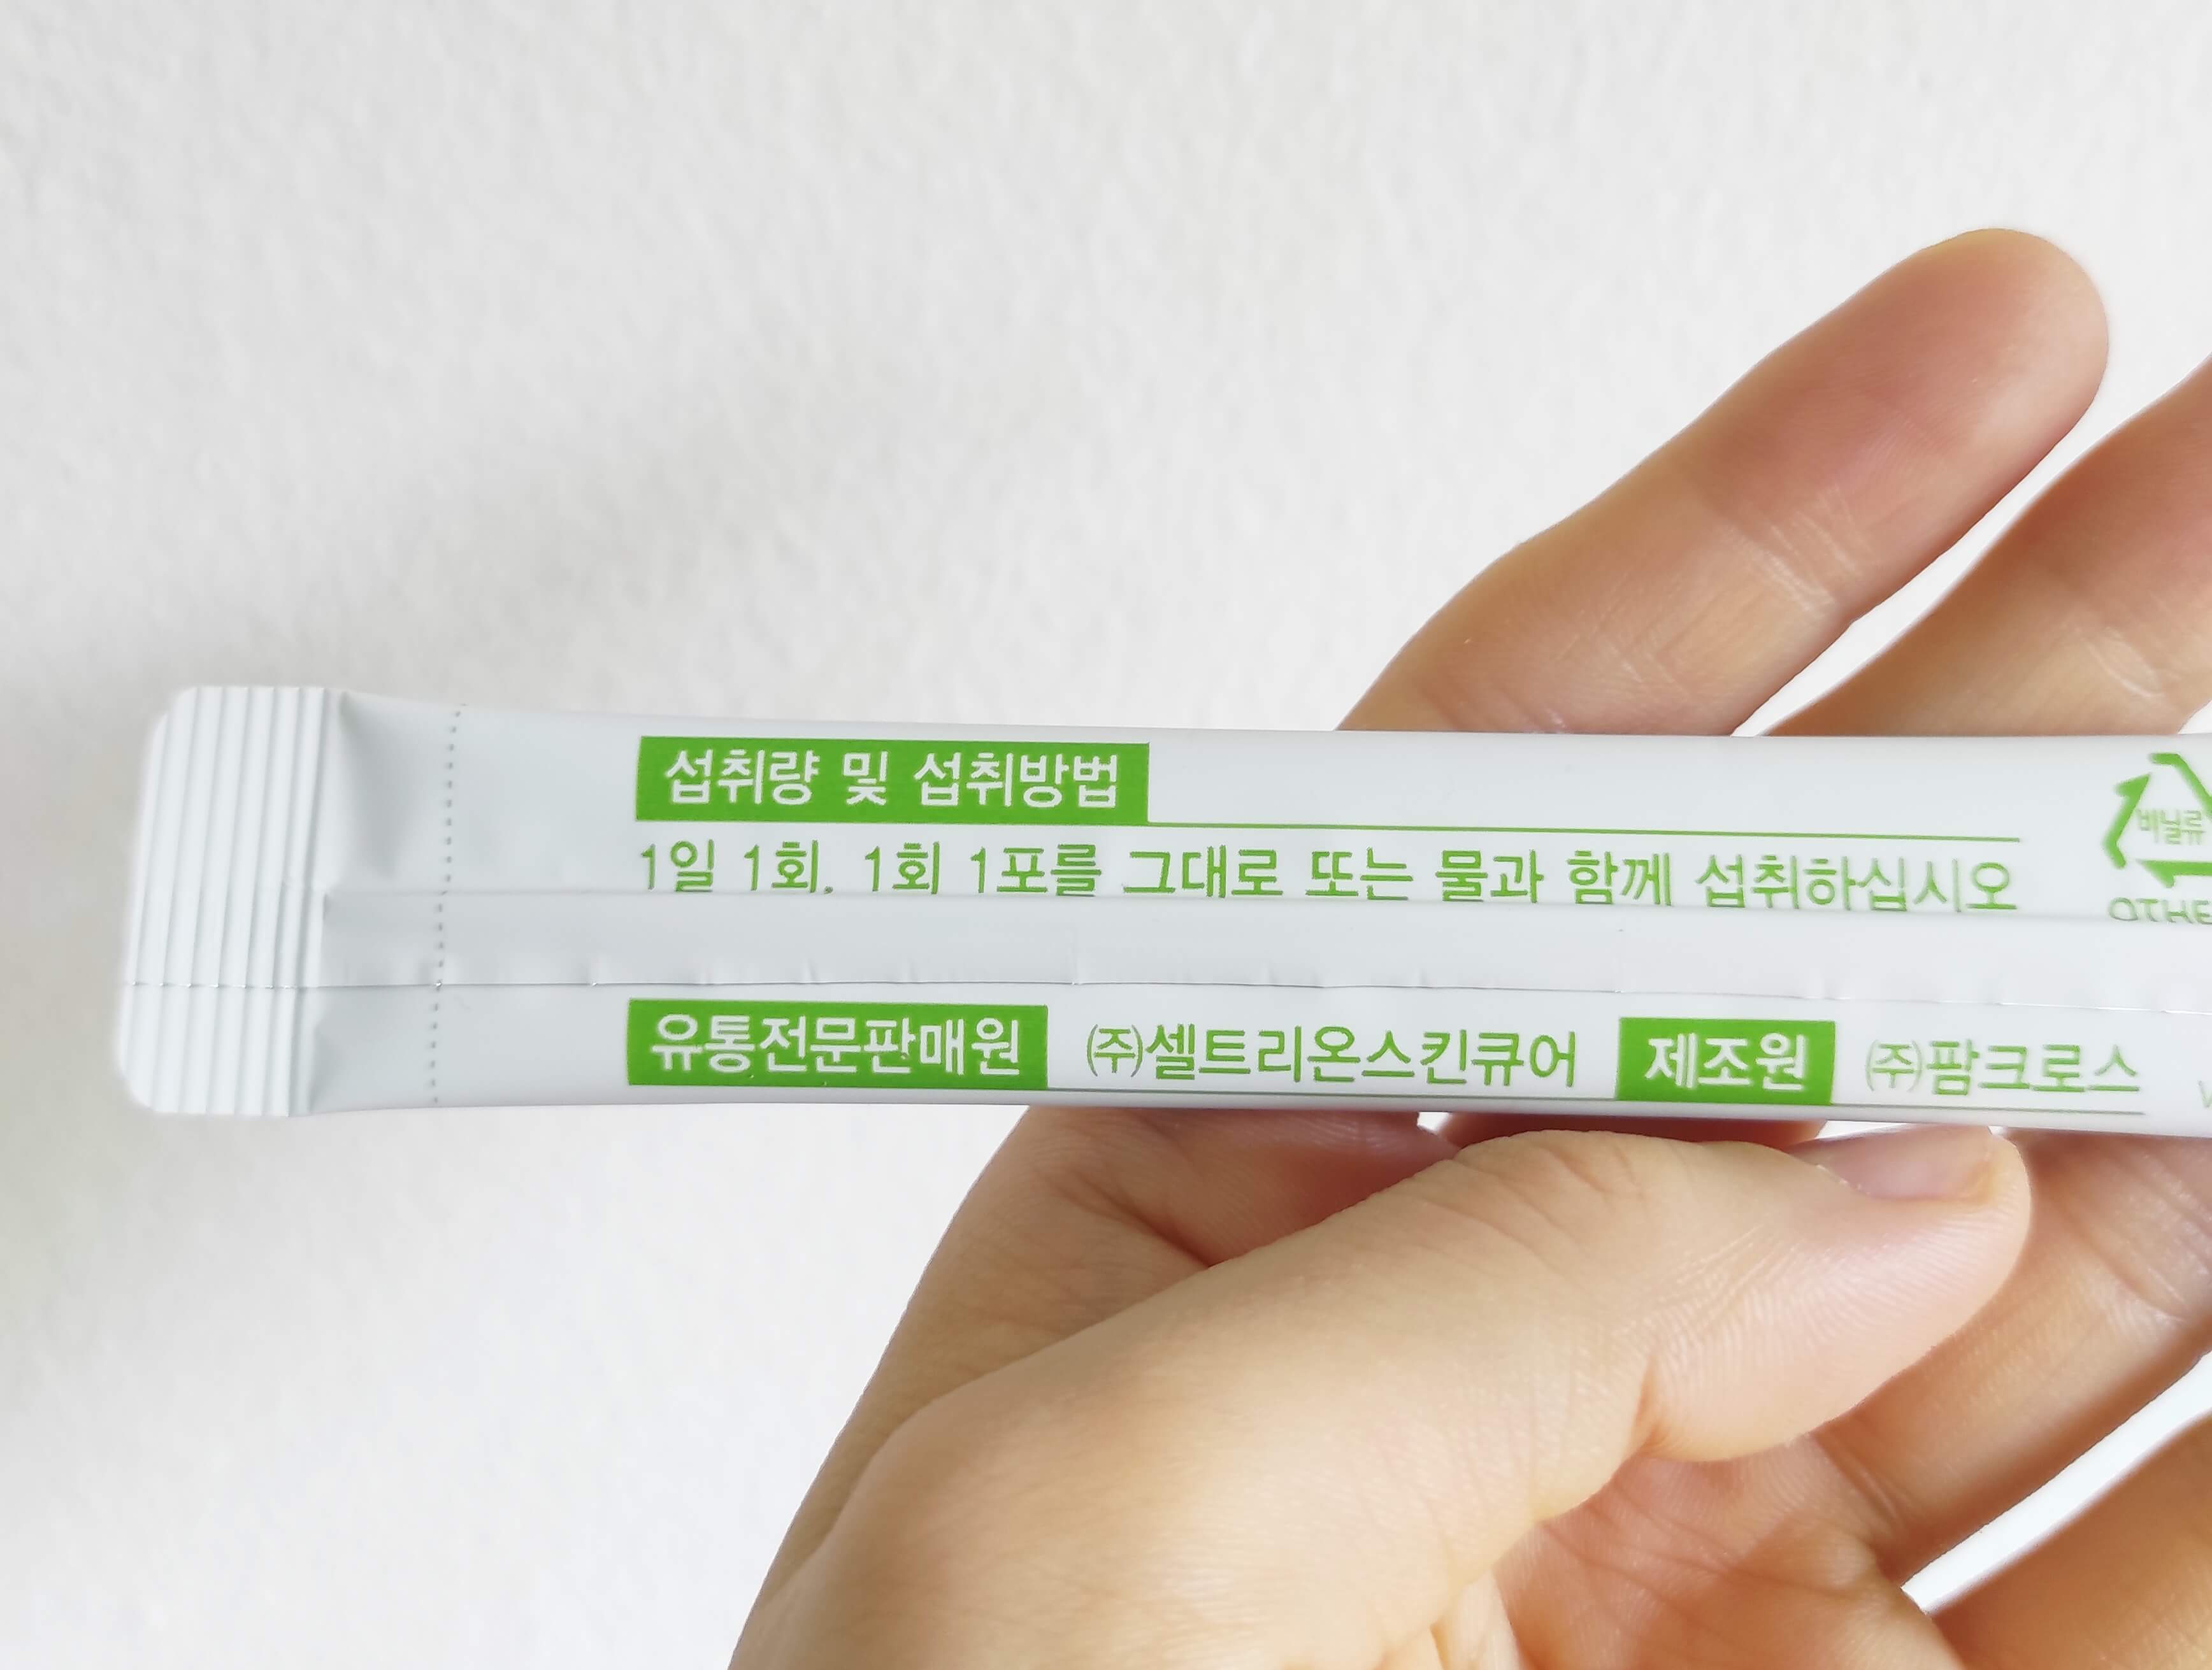 섭취량 및 섭취방법
1일 1회, 1회 1포를 그대로 또는 물과 함께 섭취하십시오
비닐류
OTHER
유통전문판매원 ㈜셀트리온스킨큐어 제조원 ㈜팜크로스